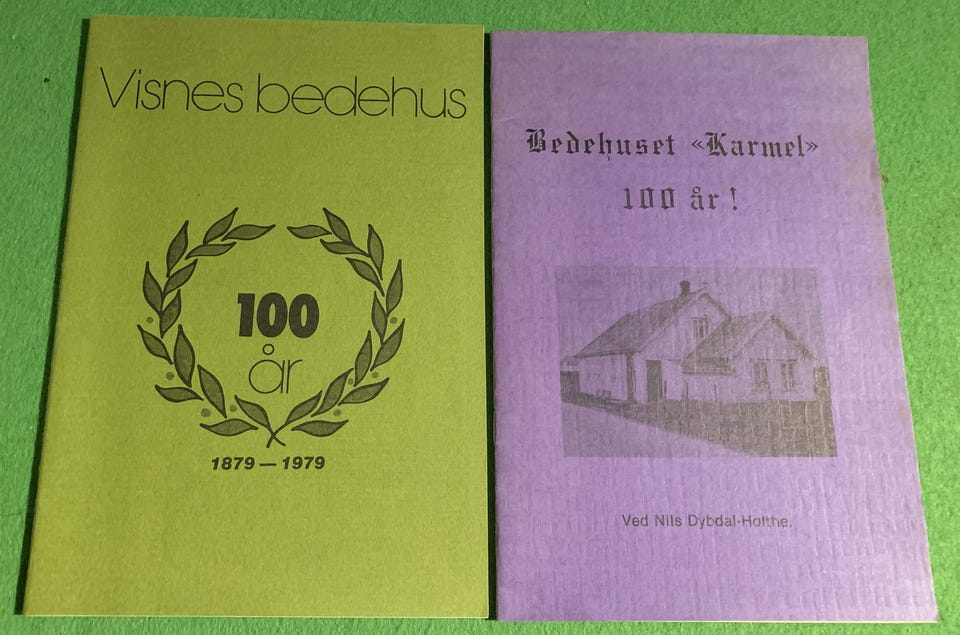 Visnes bedehus
100
år
1879 — 1979
Bedehuset «Karmel»
100 år!
Ved Nils Dybdal-Holthe.